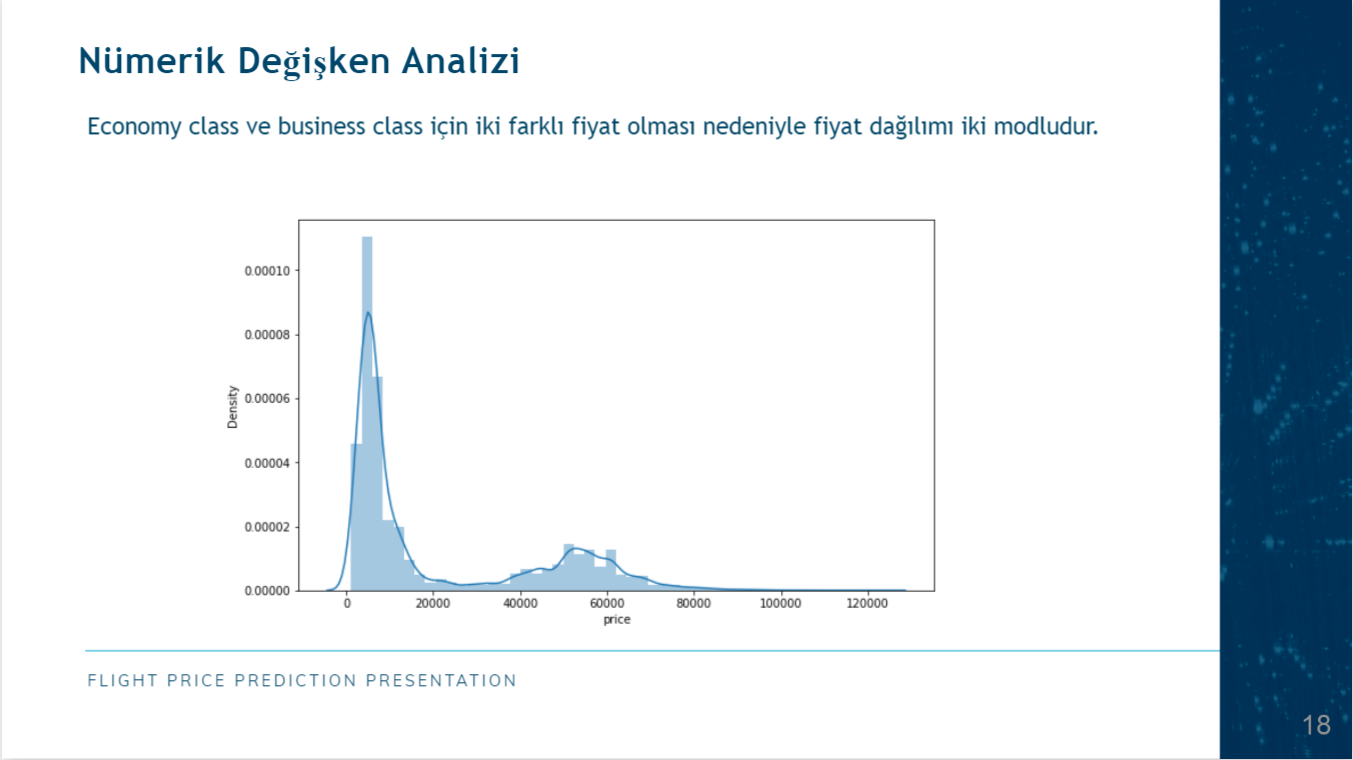 Nümerik Değişken Analizi
Economy class ve business class için iki farklı fiyat olması nedeniyle fiyat dağılımı iki modludur.
0.00010
0.00008
0.00006
0.00004
0.00002
0.00000
Density
0 20000 40000 60000 80000 100000 120000
price
FLIGHT PRICE PREDICTION PRESENTATION
18